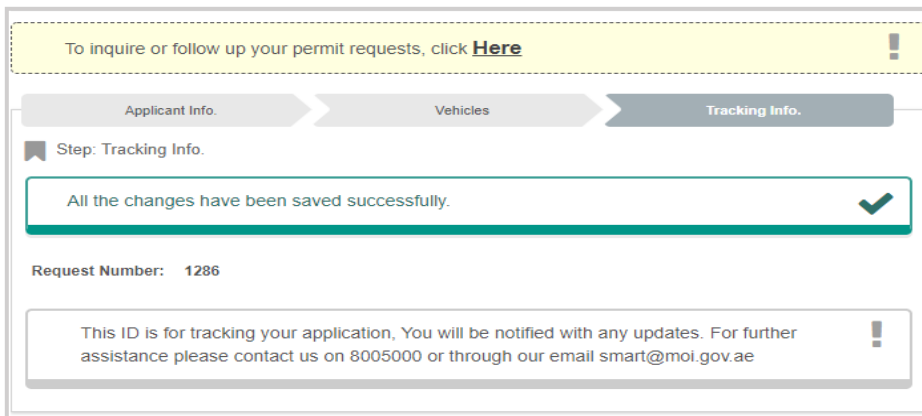 To inquire or follow up your permit requests, click Here
Applicant Info.
Vehicles
Tracking Info.
Step: Tracking Info.
All the changes have been saved successfully.
Request Number: 1286
This ID is for tracking your application, You will be notified with any updates. For further
assistance please contact us on 8005000 or through our email smart@moi.gov.ae